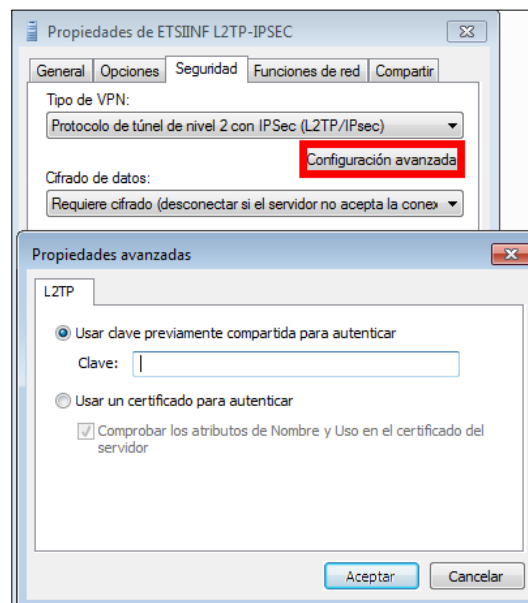 Propiedades de ETSIINF L2TP-IPSEC
General Opciones Seguridad Funciones de red Compartir
Tipo de VPN:
Protocolo de túnel de nivel 2 con IPSec (L2TP/IPsec)
Configuración avanzada
Cifrado de datos:
Requiere cifrado (desconectar si el servidor no acepta la conex
Propiedades avanzadas
L2TP
Usar clave previamente compartida para autenticar
Clave:
Usar un certificado para autenticar
Comprobar los atributos de Nombre y Uso en el certificado del
servidor
Aceptar Cancelar